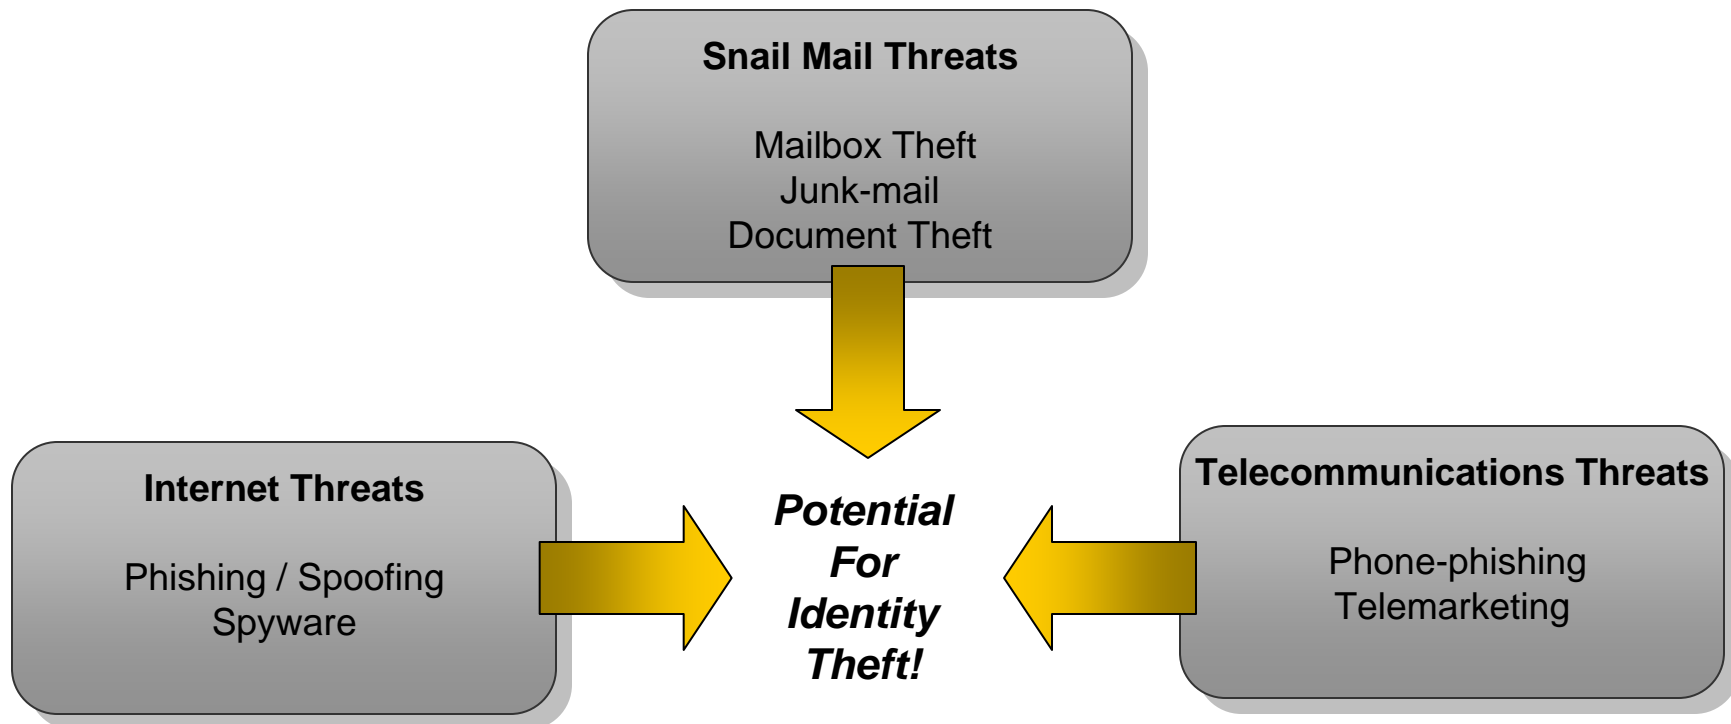 Snail Mail Threats
Mailbox Theft
Junk-mail
Document Theft
Internet Threats
Phishing / Spoofing
Spyware
Potential
For
Identity
Theft!
Telecommunications Threats
Phone-phishing
Telemarketing